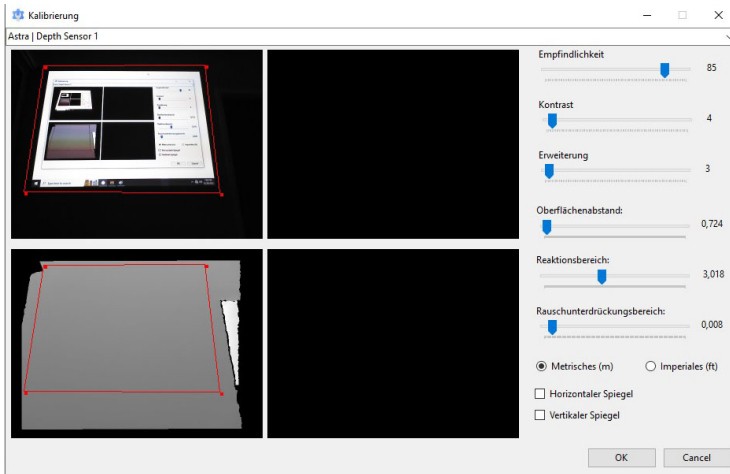 Kalibrierung
Astra | Depth Sensor 1
Empfindlichkeit
85
Kontrast
4
Erweiterung
3
Oberflächenabstand:
0,724
Reaktionsbereich:
3,018
Rauschunterdrückungsbereich:
0,008
Metrisches (m) Imperiales (ft)
Horizontaler Spiegel
Vertikaler Spiegel
OK Cancel